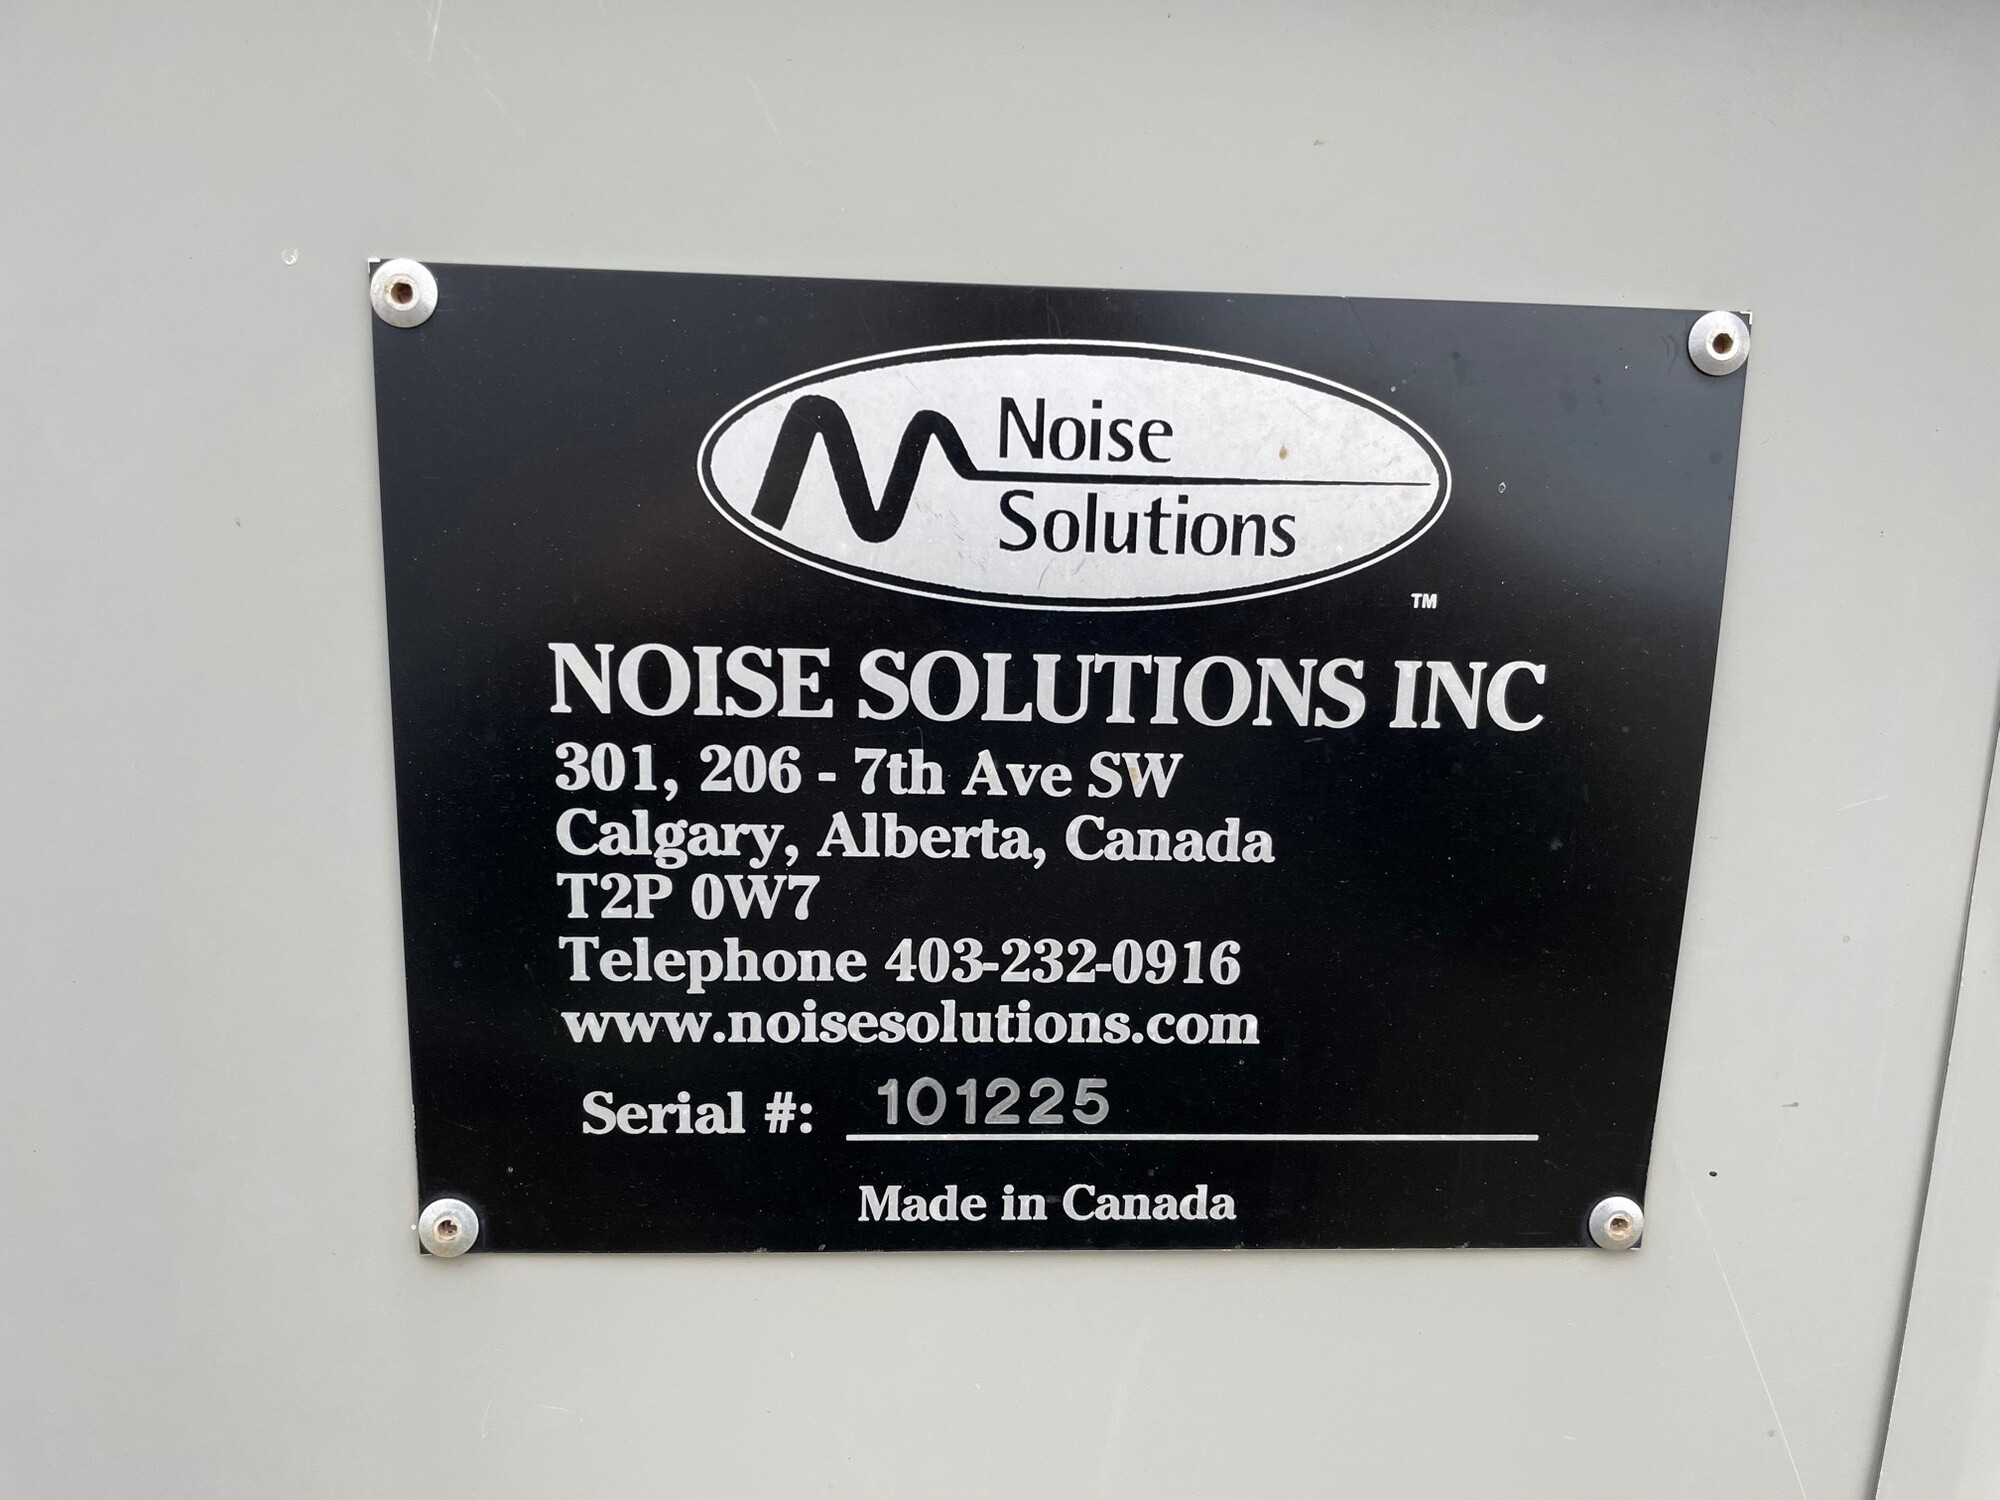 Noise
Solutions
TM
NOISE SOLUTIONS INC
301, 206 - 7th Ave SW
Calgary, Alberta, Canada
T2P 0W7
Telephone 403-232-0916
www.noisesolutions.com
Serial #: 101225
Made in Canada